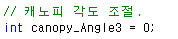 // 캐노피 각도 조절.
int canopy_Angle3 = 0;